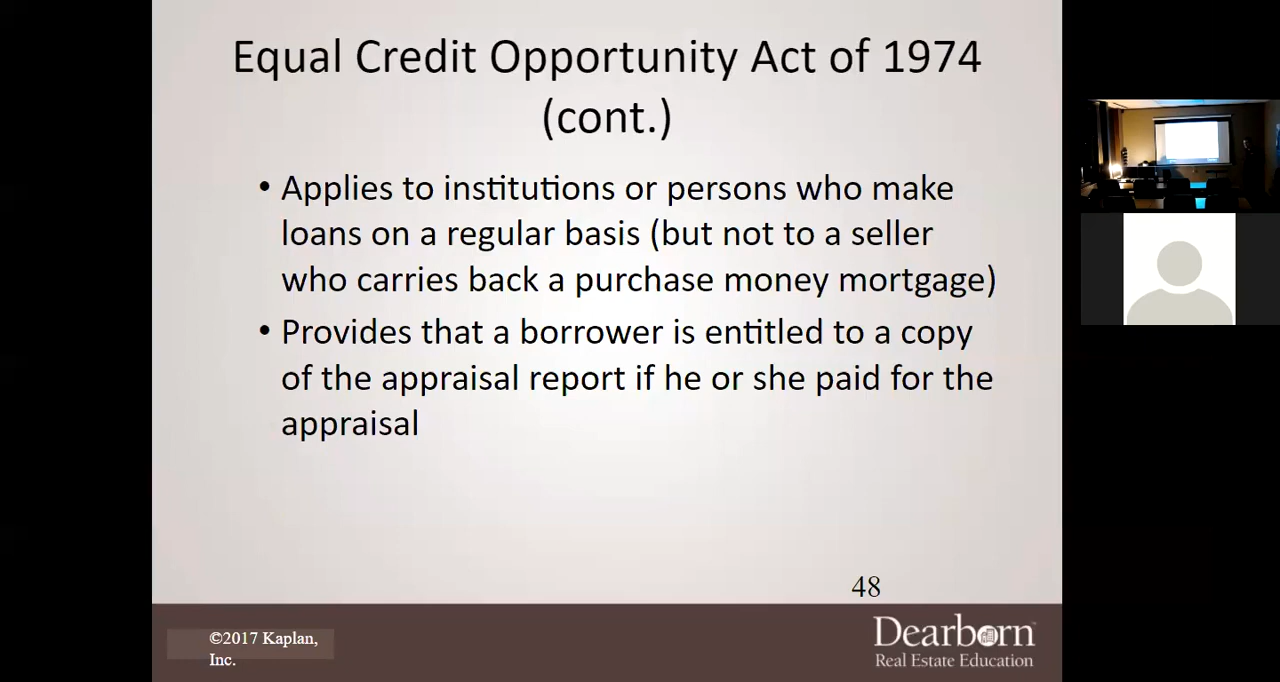 Equal Credit Opportunity Act of 1974
(cont.)
• Applies to institutions or persons who make
loans on a regular basis (but not to a seller
who carries back a purchase money mortgage)
• Provides that a borrower is entitled to a copy
of the appraisal report if he or she paid for the
appraisal
48
©2017 Kaplan,
Inc.
Dearborn™
Real Estate Education